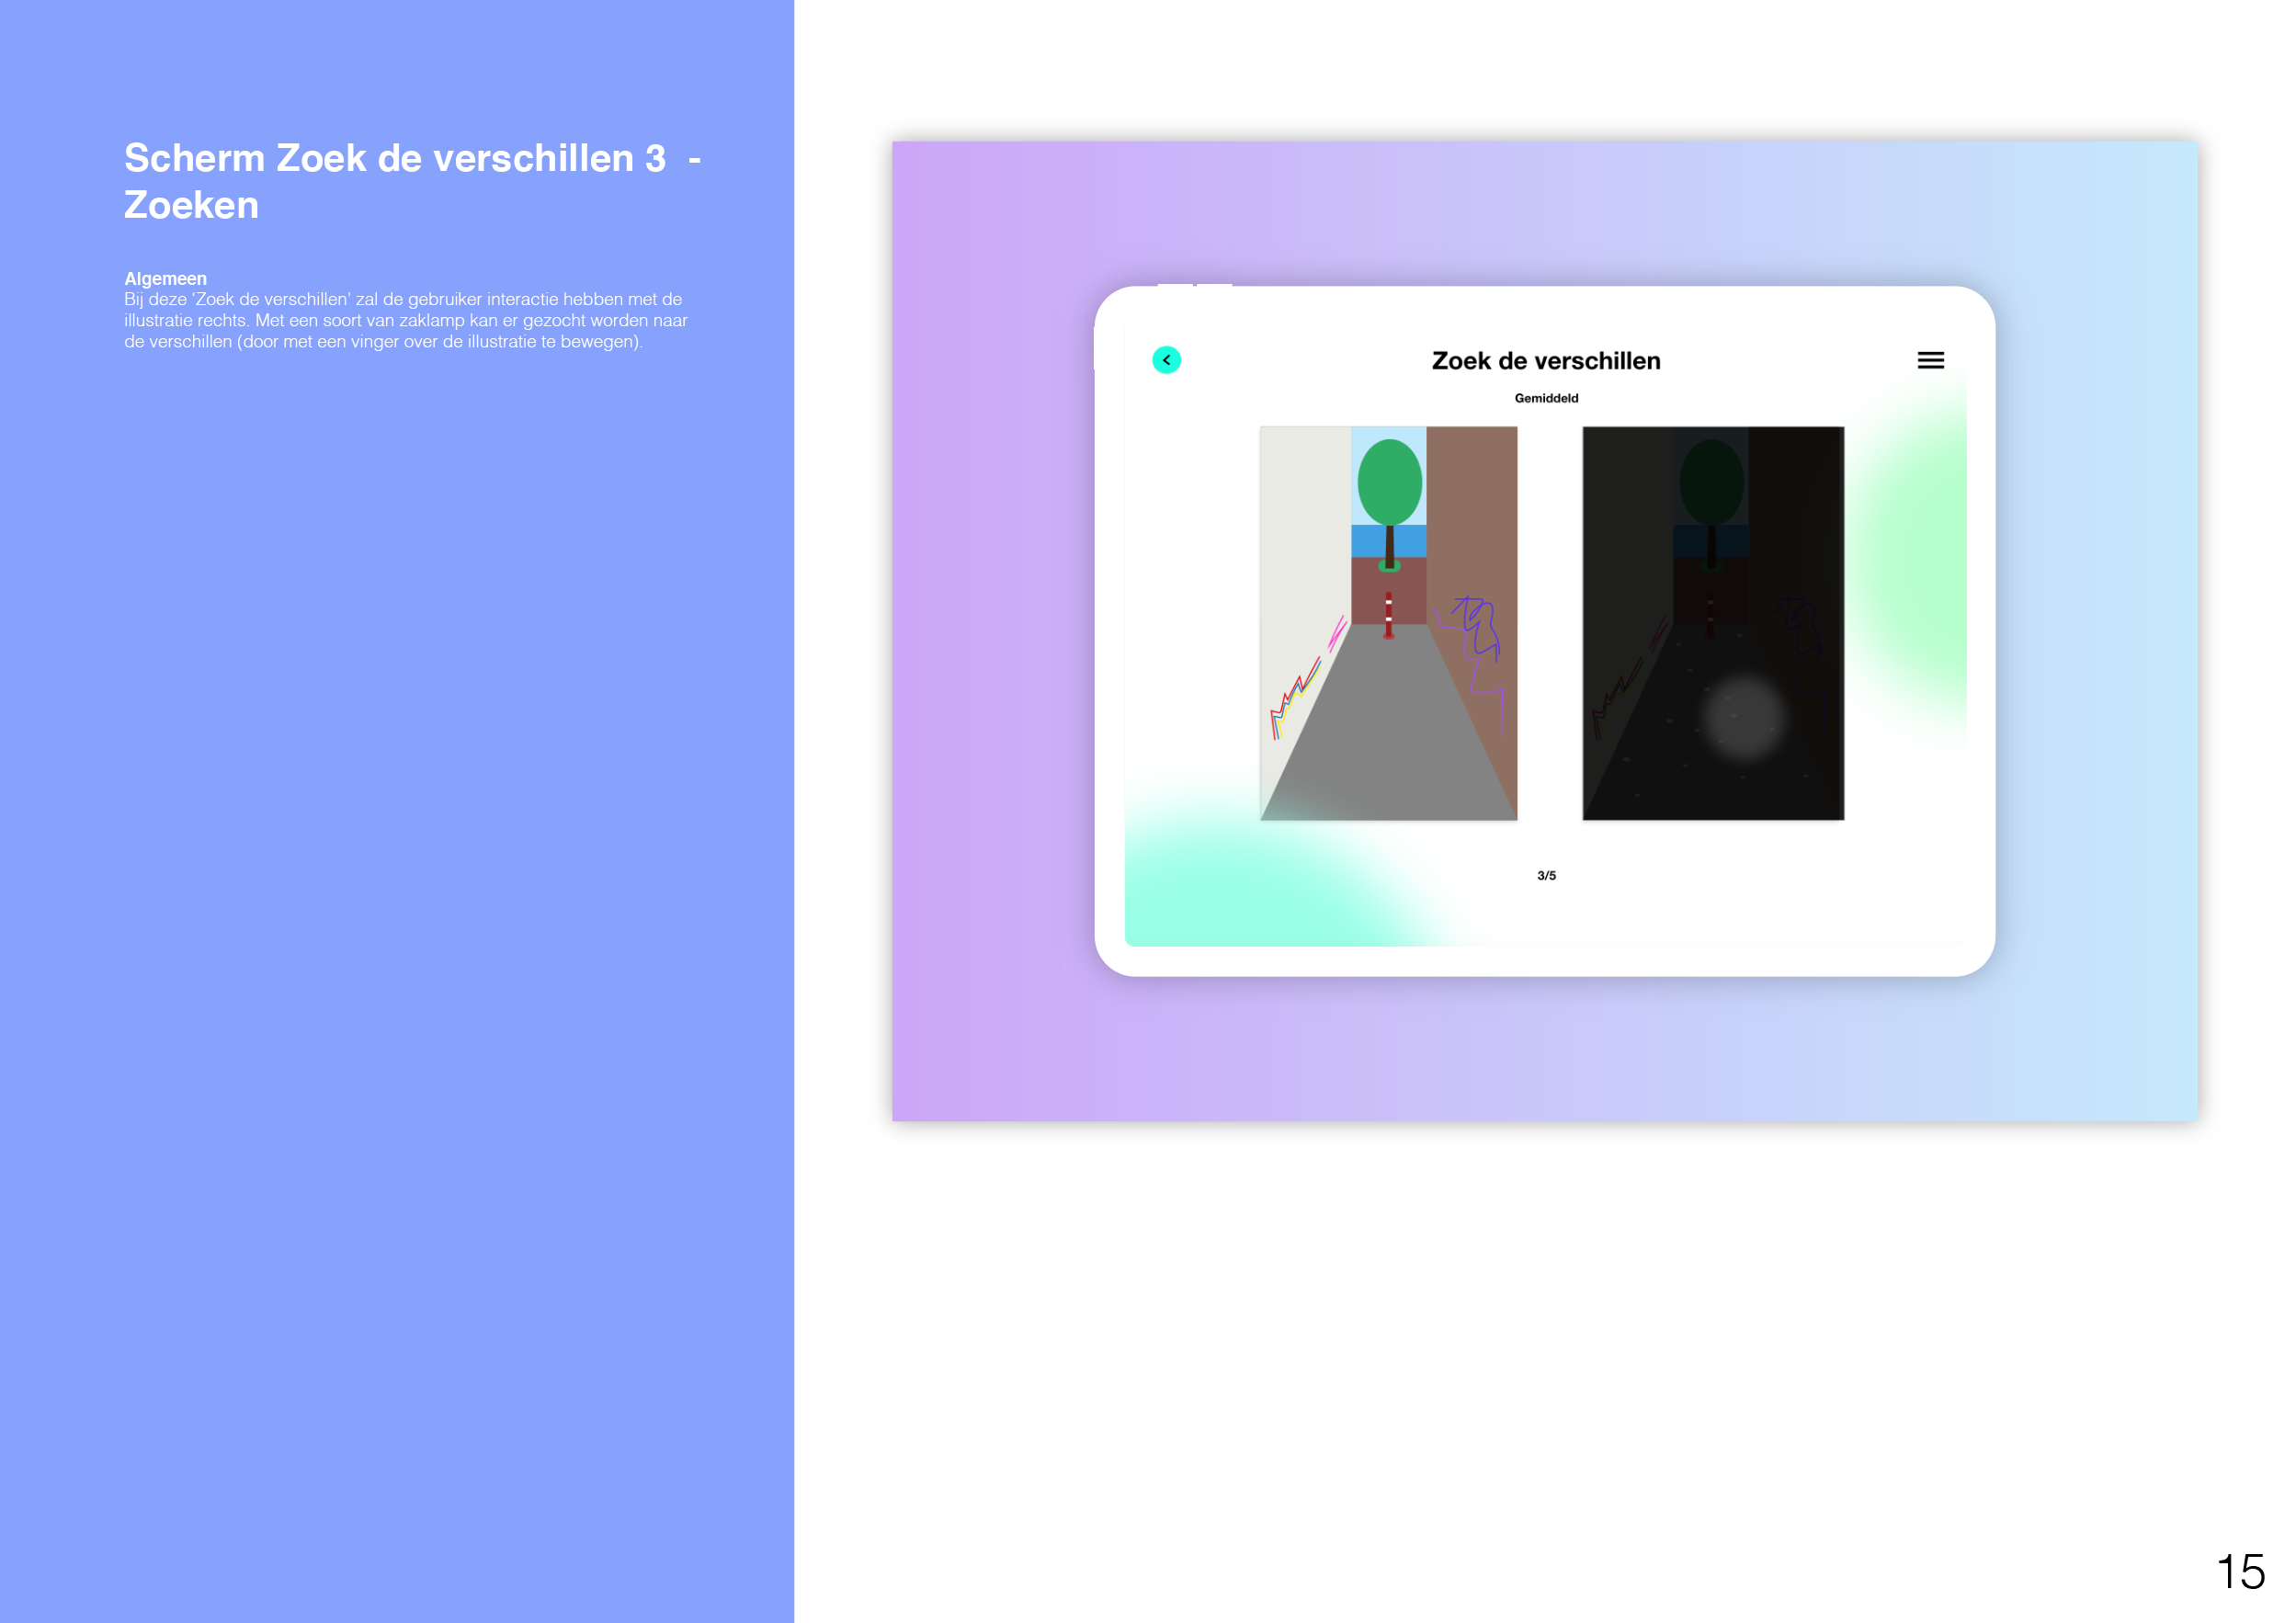 Scherm Zoek de verschillen 3  -
Zoeken
Algemeen
Bij deze ‘Zoek de verschillen’ zal de gebruiker interactie hebben met de
illustratie rechts. Met een soort van zaklamp kan er gezocht worden naar
de verschillen (door met een vinger over de illustratie te bewegen).
Zoek de verschillen
Gemiddeld
3/5
15